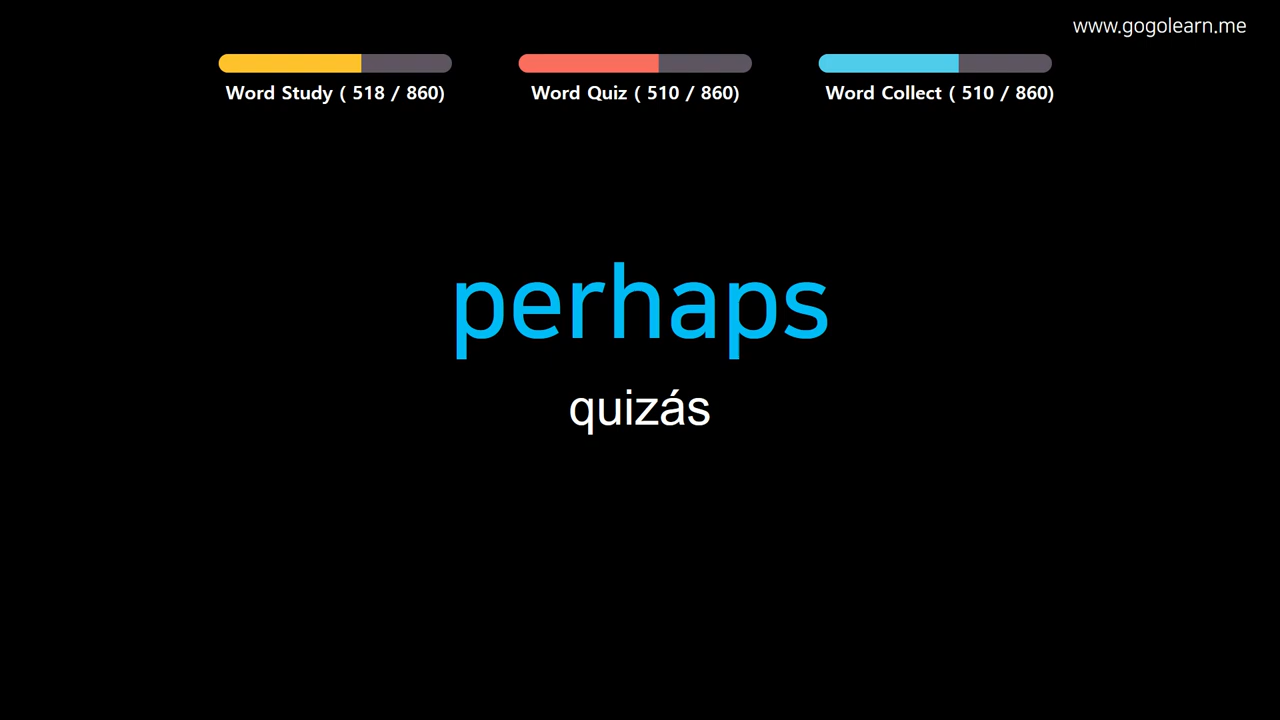 www.gogolearn.me
Word Study ( 518 / 860)
Word Quiz ( 510 / 860)
Word Collect ( 510 / 860)
perhaps
quizás